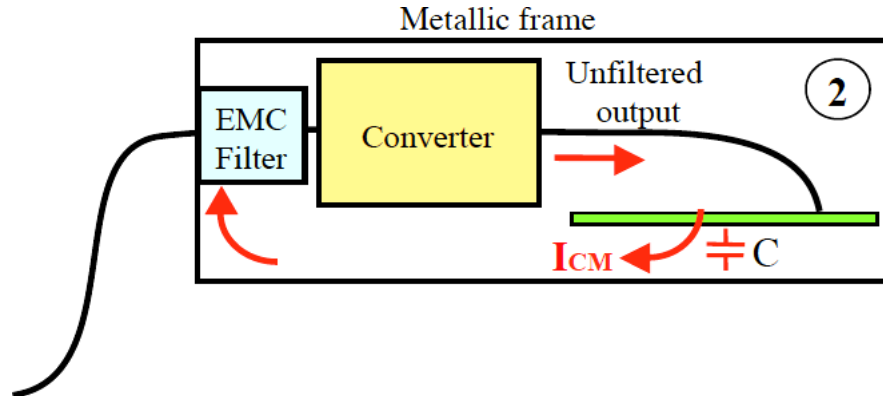 Metallic frame
EMC
Filter
Converter
Unfiltered
output
2
ICM
C